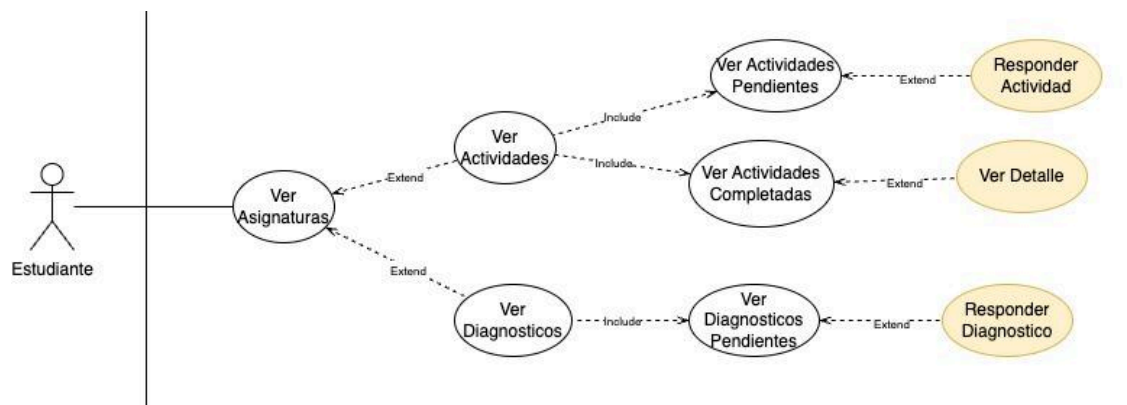 Ver Actividades
Pendientes
Extend
Responder
Actividad
Include
Ver
Actividades
Include
Ver Actividades
Completadas
Extend
Ver Detalle
Extend
Ver
Asignaturas
Estudiante
Extend
Ver
Diagnosticos
Include
Ver
Diagnosticos
Pendientes
Extend
Responder
Diagnostico